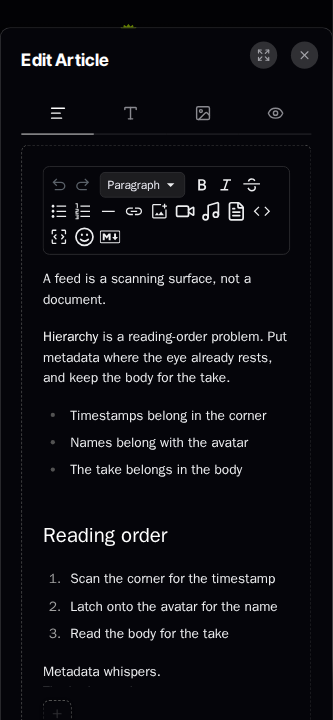 Edit Article
Paragraph
B I S
M
A feed is a scanning surface, not a
document.
Hierarchy is a reading-order problem. Put
metadata where the eye already rests,
and keep the body for the take.
Timestamps belong in the corner
Names belong with the avatar
The take belongs in the body
Reading order
1. Scan the corner for the timestamp
2. Latch onto the avatar for the name
3. Read the body for the take
Metadata whispers.